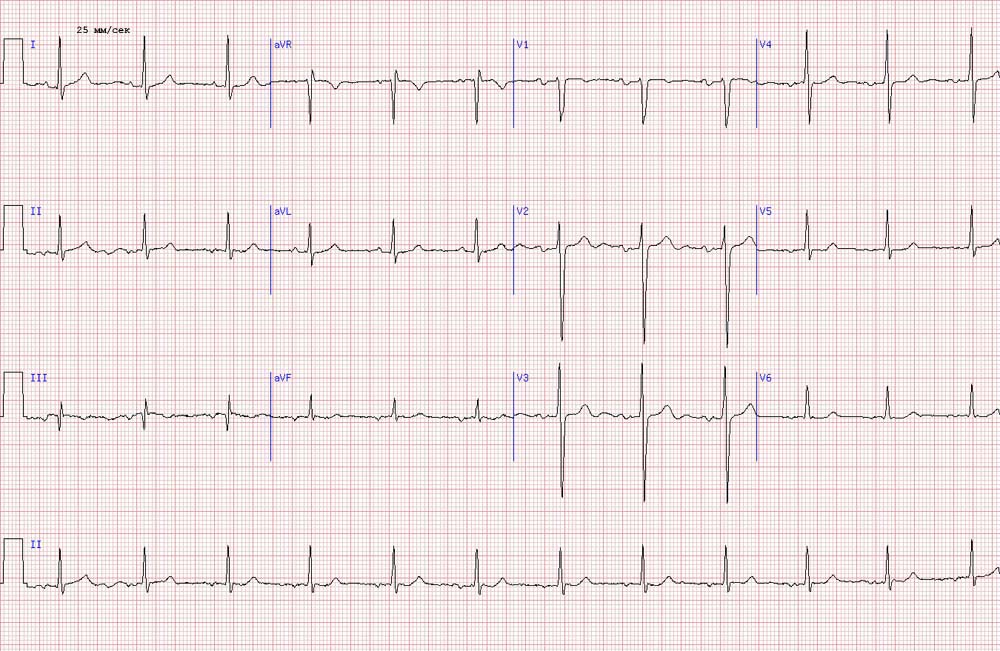 25 мм/сек
I aVR V1 V4
II aVL V2 V5
III aVF V3 V6
II